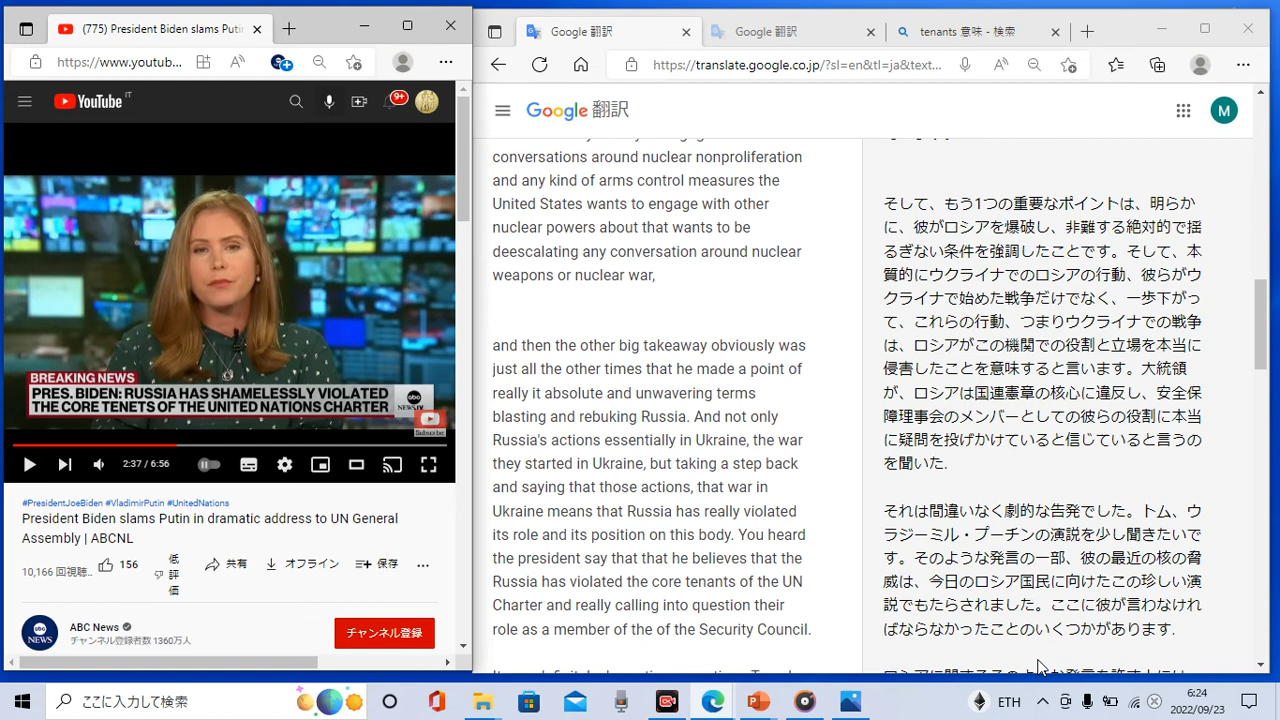 (775) President Biden slams Putin
https://www.youtub...
YouTube IT
9+
BREAKING NEWS
PRES. BIDEN: RUSSIA HAS SHAMELESSLY VIOLATED
THE CORE TENETS OF THE UNITED NATIONS CHARTER
abc
NEWS
Subscribe
2:37 / 6:56
#PresidentJoeBiden #VladimirPutin #UnitedNations
President Biden slams Putin in dramatic address to UN General
Assembly | ABCNL
10,166 回視聴...
156
低評価
共有
オフライン
保存
ABC News
チャンネル登録者数 1360万人
チャンネル登録
Google 翻訳
Google 翻訳
tenants 意味 - 検索
https://translate.google.co.jp/?sl=en&tl=ja&text...
Google 翻訳
M
conversations around nuclear nonproliferation
and any kind of arms control measures the
United States wants to engage with other
nuclear powers about that wants to be
deescalating any conversation around nuclear
weapons or nuclear war,
and then the other big takeaway obviously was
just all the other times that he made a point of
really it absolute and unwavering terms
blasting and rebuking Russia. And not only
Russia's actions essentially in Ukraine, the war
they started in Ukraine, but taking a step back
and saying that those actions, that war in
Ukraine means that Russia has really violated
its role and its position on this body. You heard
the president say that that he believes that the
Russia has violated the core tenants of the UN
Charter and really calling into question their
role as a member of the of the Security Council.
そして、もう1つの重要なポイントは、明らか
に、彼がロシアを爆破し、非難する絶対的で揺
るぎない条件を強調したことです。そして、本
質的にウクライナでのロシアの行動、彼らがウ
クライナで始めた戦争だけでなく、一歩下がっ
て、これらの行動、つまりウクライナでの戦争
は、ロシアがこの機関での役割と立場を本当に
侵害したことを意味すると言います。大統領
が、ロシアは国連憲章の核心に違反し、安全保
障理事会のメンバーとしての彼らの役割に本当
に疑問を投げかけていると信じていると言うの
を聞いた.
それは間違いなく劇的な告発でした。トム、ウ
ラジーミル・プーチンの演説を少し聞きたいで
す。そのような発言の一部、彼の最近の核の脅
威は、今日のロシア国民に向けたこの珍しい演
説でもたらされました。ここに彼が言わなけれ
ばならなかったことのいくつかがあります.
ここに入力して検索
ETH
6:24
2022/09/23